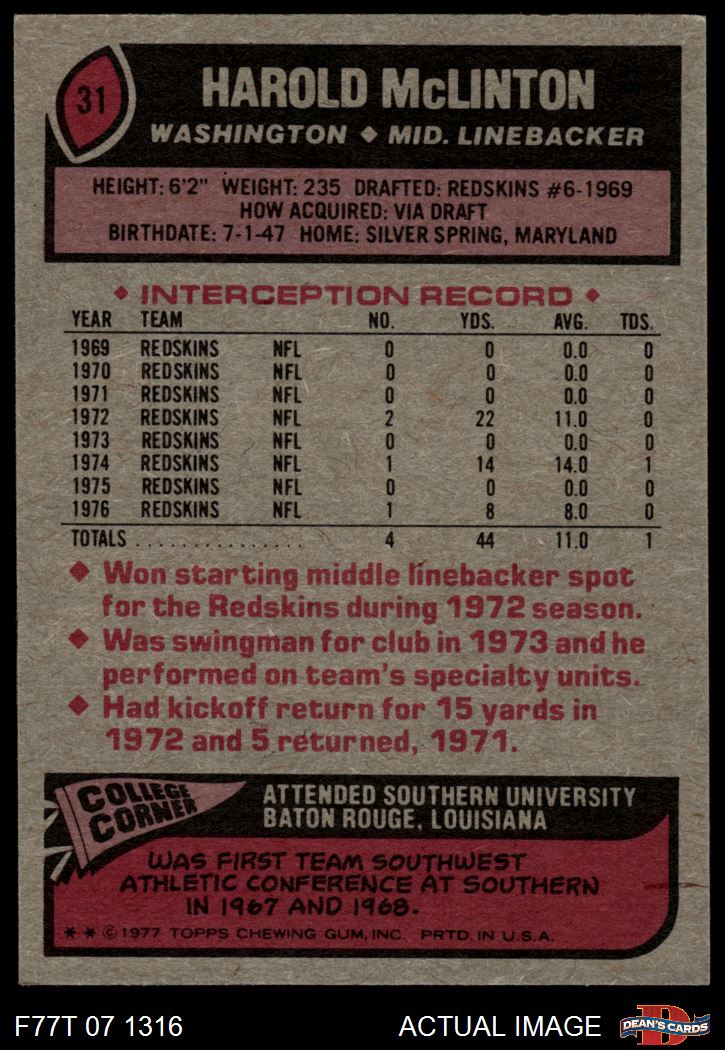 31
HAROLD McLINTON
WASHINGTON ◆ MID. LINEBACKER
HEIGHT: 6'2" WEIGHT: 235 DRAFTED: REDSKINS #6-1969
HOW ACQUIRED: VIA DRAFT
BIRTHDATE: 7-1-47 HOME: SILVER SPRING, MARYLAND
◆ INTERCEPTION RECORD ◆
YEAR TEAM NO. YDS. AVG. TDS.
1969 REDSKINS NFL 0 0 0.0 0
1970 REDSKINS NFL 0 0 0.0 0
1971 REDSKINS NFL 0 0 0.0 0
1972 REDSKINS NFL 2 22 11.0 0
1973 REDSKINS NFL 0 0 0.0 0
1974 REDSKINS NFL 1 14 14.0 1
1975 REDSKINS NFL 0 0 0.0 0
1976 REDSKINS NFL 1 8 8.0 0
TOTALS . . . . . . . . . . . . . . . . 4 44 11.0 1
◆ Won starting middle linebacker spot
for the Redskins during 1972 season.
◆ Was swingman for club in 1973 and he
performed on team's specialty units.
◆ Had kickoff return for 15 yards in
1972 and 5 returned, 1971.
COLLEGE
CORNER
ATTENDED SOUTHERN UNIVERSITY
BATON ROUGE, LOUISIANA
WAS FIRST TEAM SOUTHWEST
ATHLETIC CONFERENCE AT SOUTHERN
IN 1967 AND 1968.
* * © 1977 TOPPS CHEWING GUM, INC. PRTD. IN U.S.A.
F77T 07 1316 ACTUAL IMAGE
D
DEAN'S CARDS